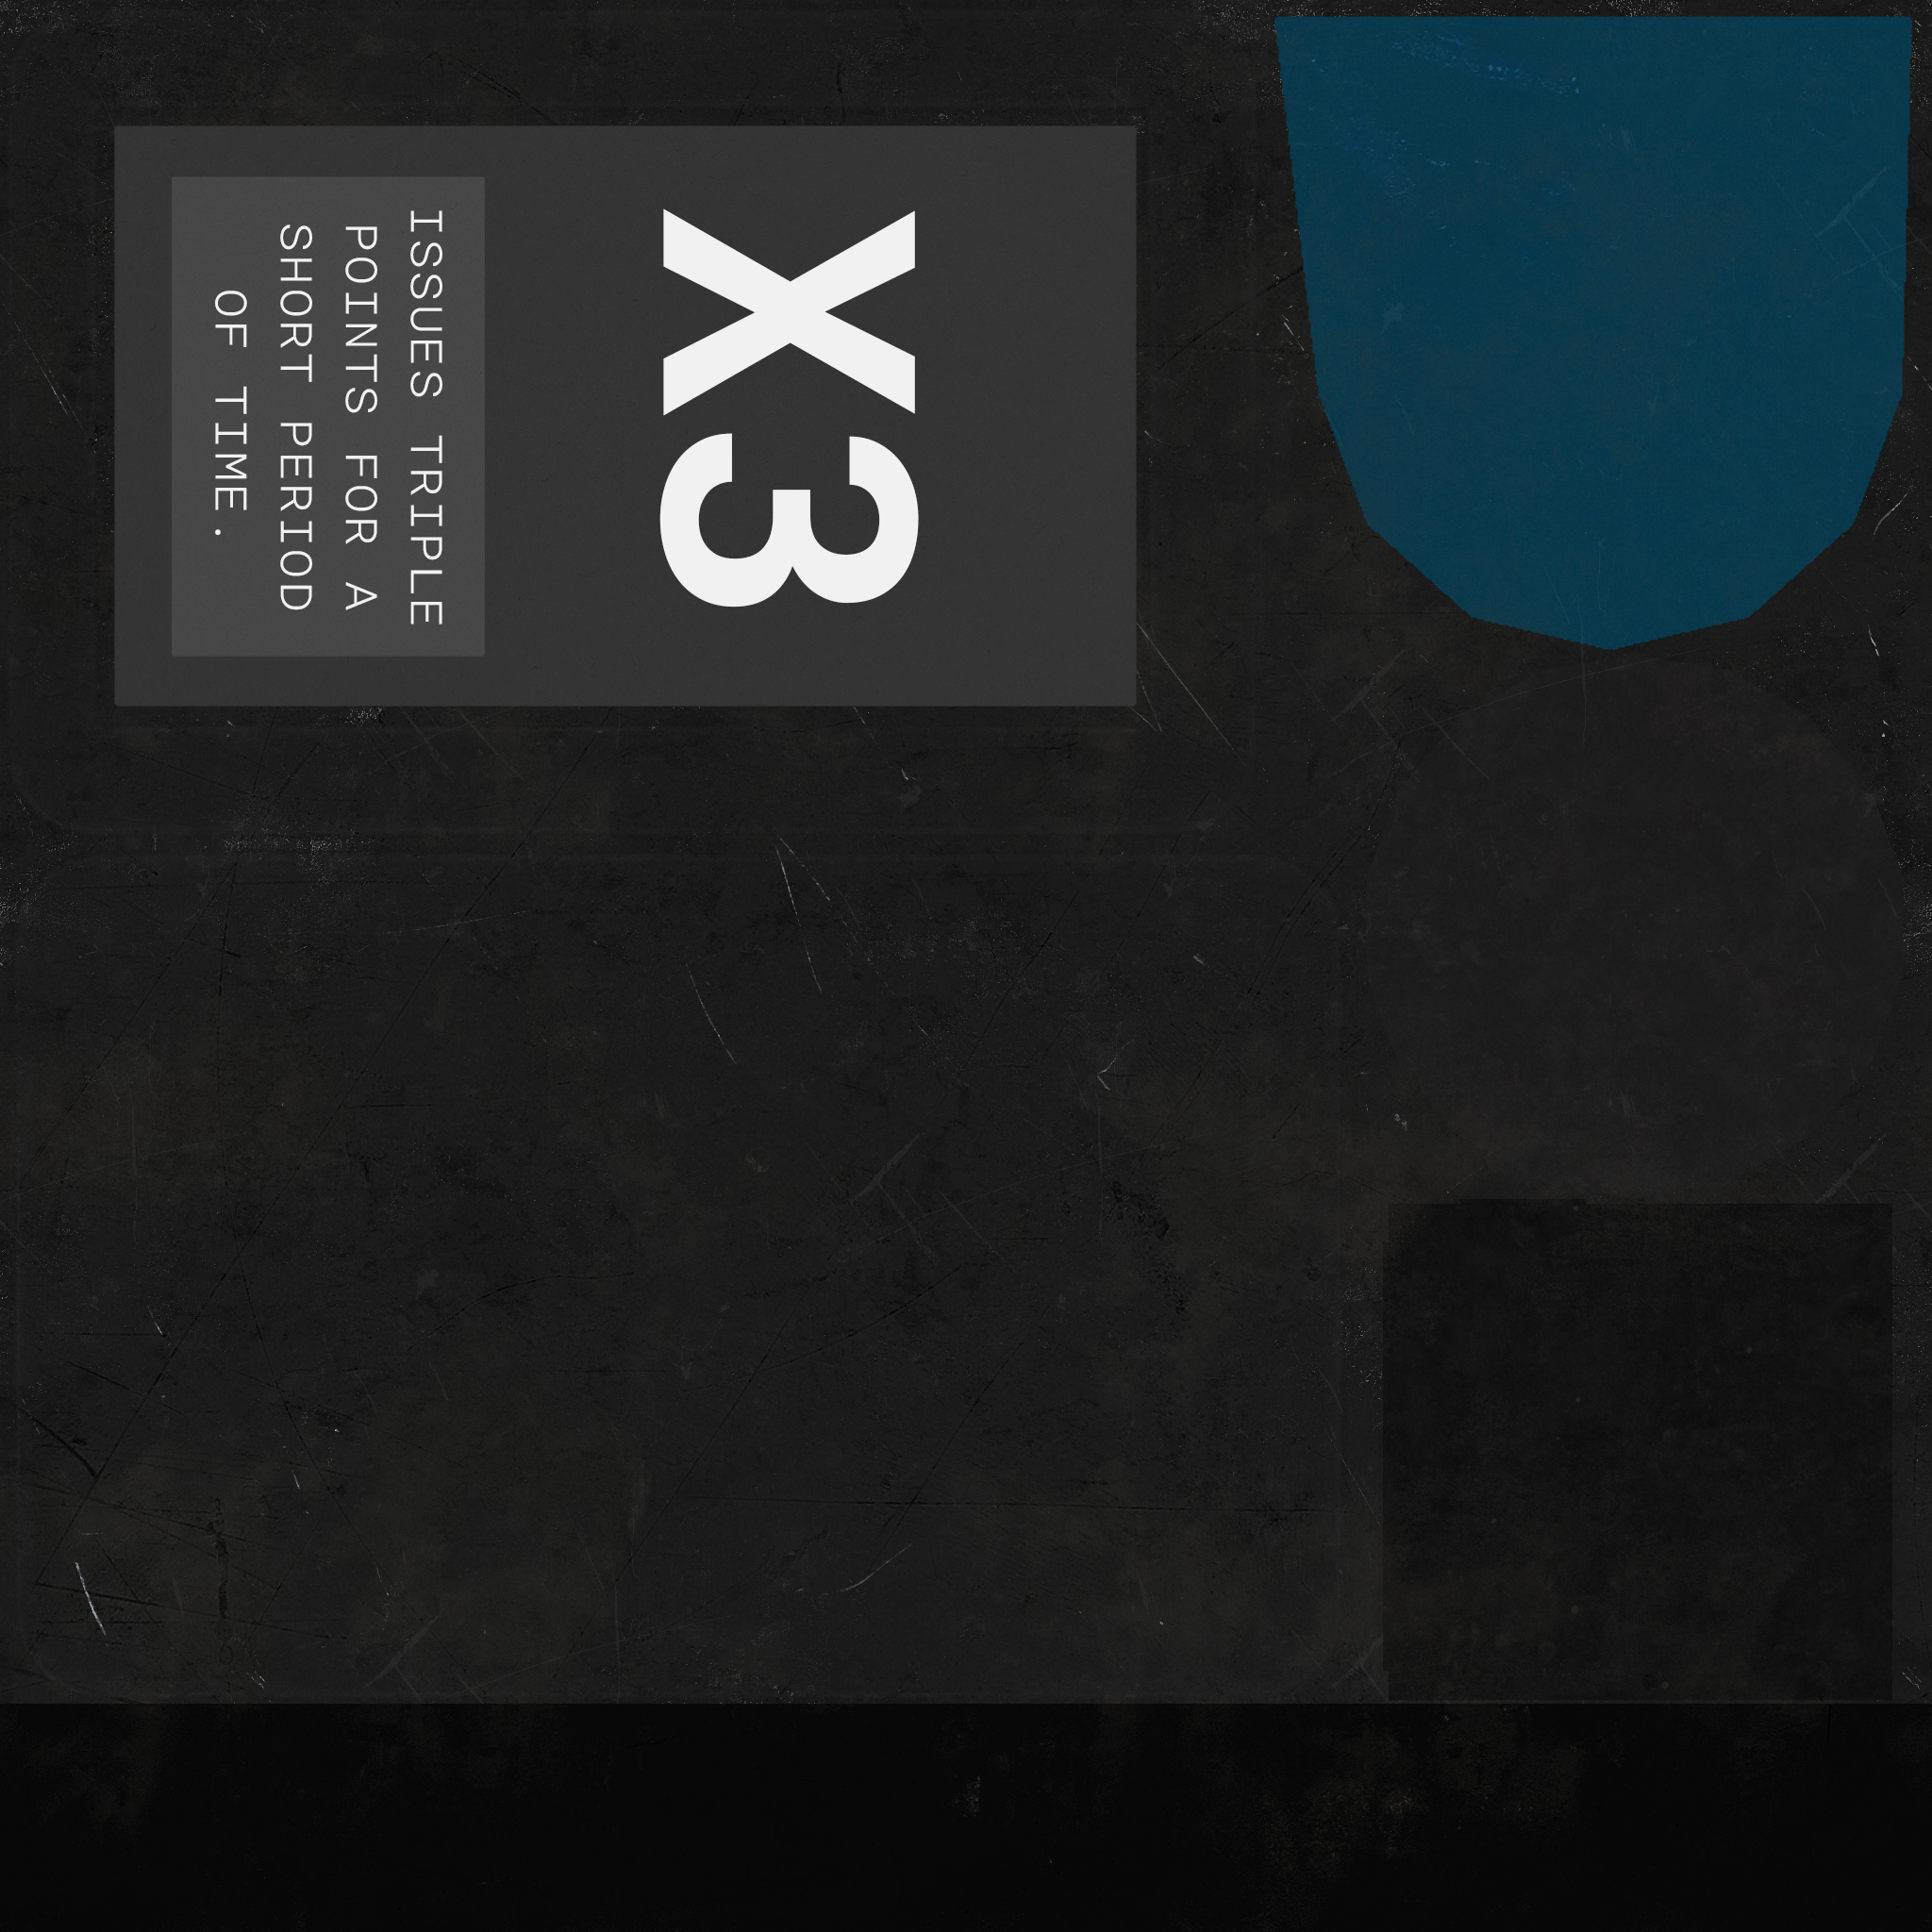 X3
ISSUES TRIPLE
POINTS FOR A
SHORT PERIOD
OF TIME.